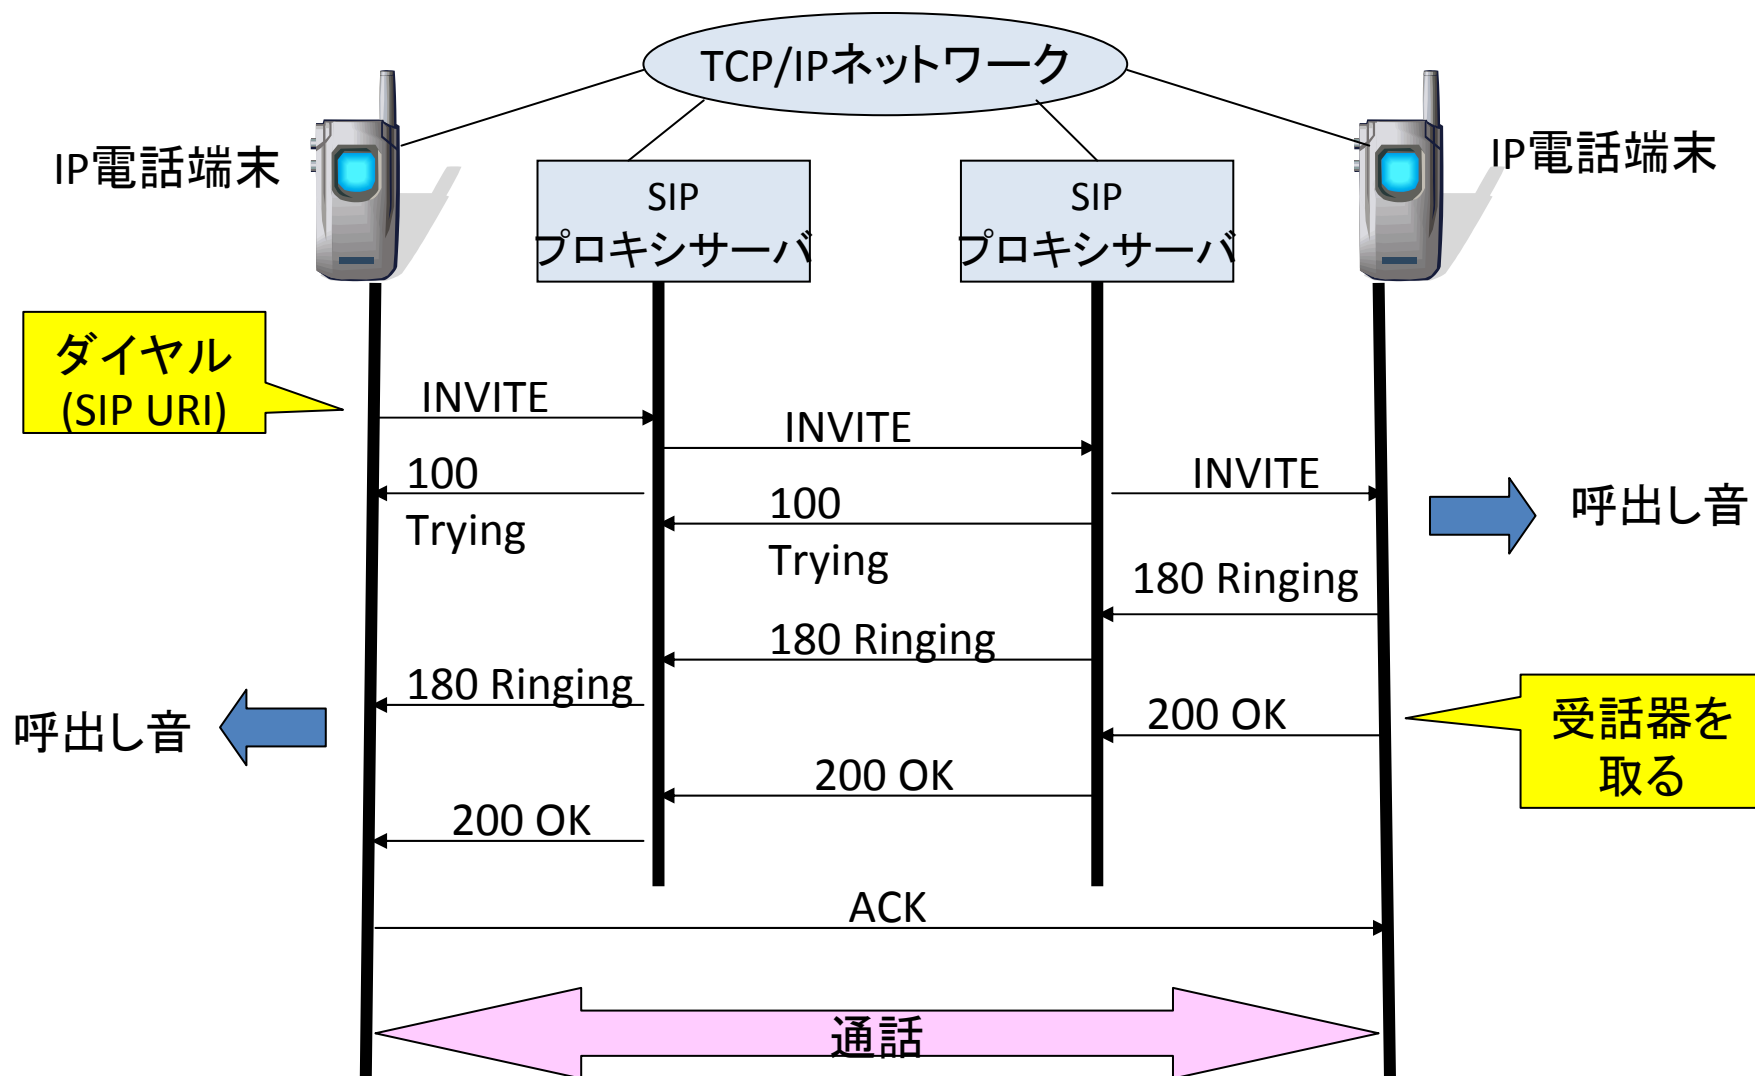 TCP/IPネットワーク
IP電話端末
IP電話端末
SIP
プロキシサーバ
SIP
プロキシサーバ
ダイヤル
(SIP URI)
INVITE
INVITE
INVITE
100
Trying
100
Trying
呼出し音
180 Ringing
180 Ringing
180 Ringing
呼出し音
200 OK
受話器を
取る
200 OK
200 OK
ACK
通話